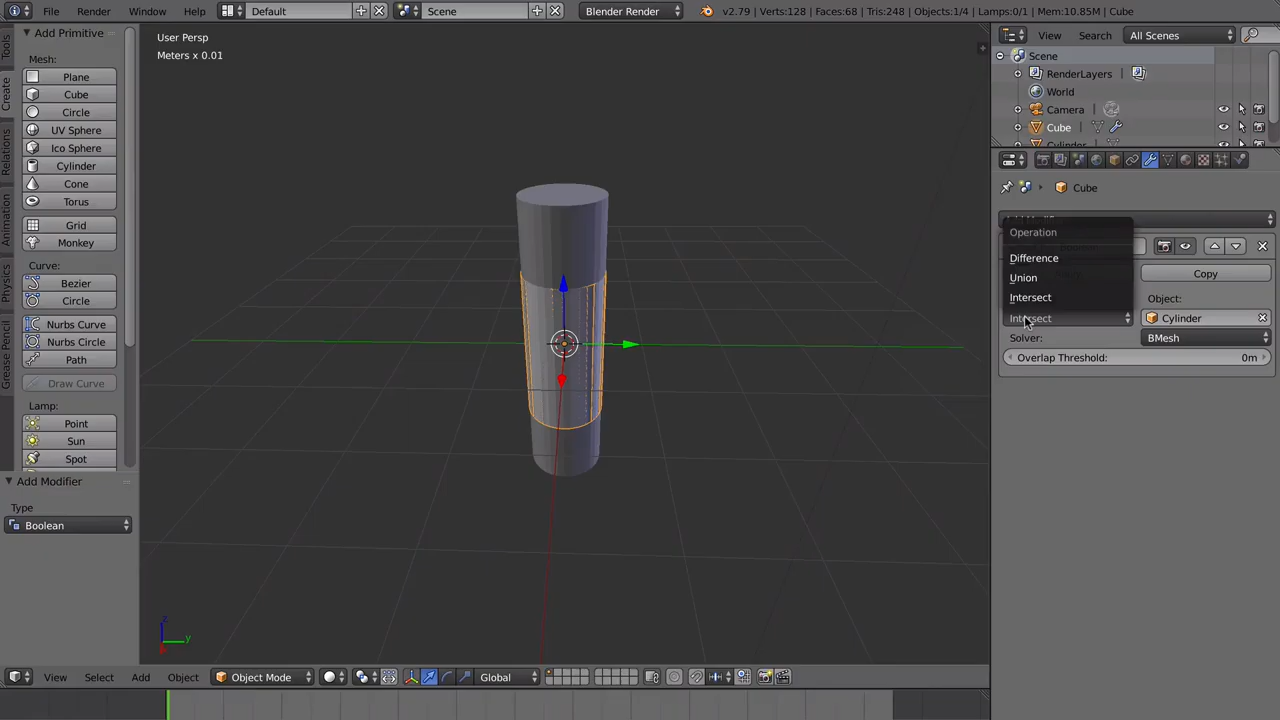 File Render Window Help Default Scene Blender Render v2.79 | Verts:128 | Faces:68 | Tris:248 | Objects:1/4 | Lamps:0/1 | Mem:10.85M | Cube
Tools
Create
Relations
Animation
Physics
Grease Pencil
Add Primitive
Mesh:
Plane
Cube
Circle
UV Sphere
Ico Sphere
Cylinder
Cone
Torus
Grid
Monkey
Curve:
Bezier
Circle
Nurbs Curve
Nurbs Circle
Path
Draw Curve
Lamp:
Point
Sun
Spot
Add Modifier
Type
Boolean
User Persp
Meters x 0.01
z
y
View Select Add Object Object Mode Global
View Search All Scenes
Scene
RenderLayers
World
Camera
Cube
Cube
Operation
Difference
Union
Intersect
Intersect
Copy
Object:
Cylinder
Solver: BMesh
Overlap Threshold: 0m